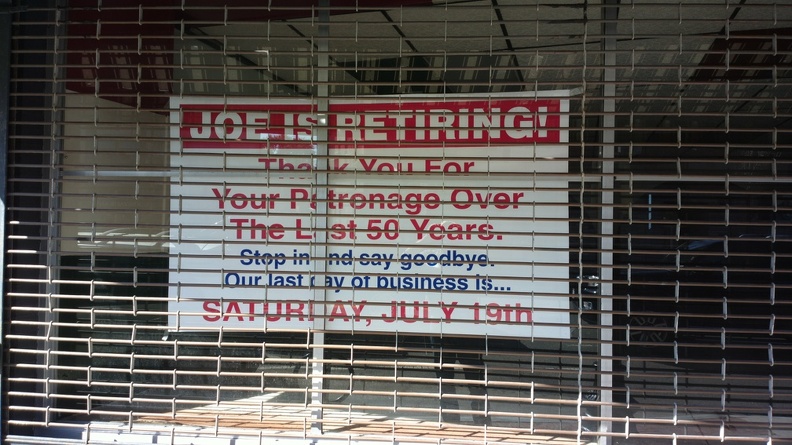 JOE IS RETIRING!
Thank You For
Your Patronage Over
The Last 50 Years.
Stop in and say goodbye.
Our last day of business is...
SATURDAY, JULY 19th